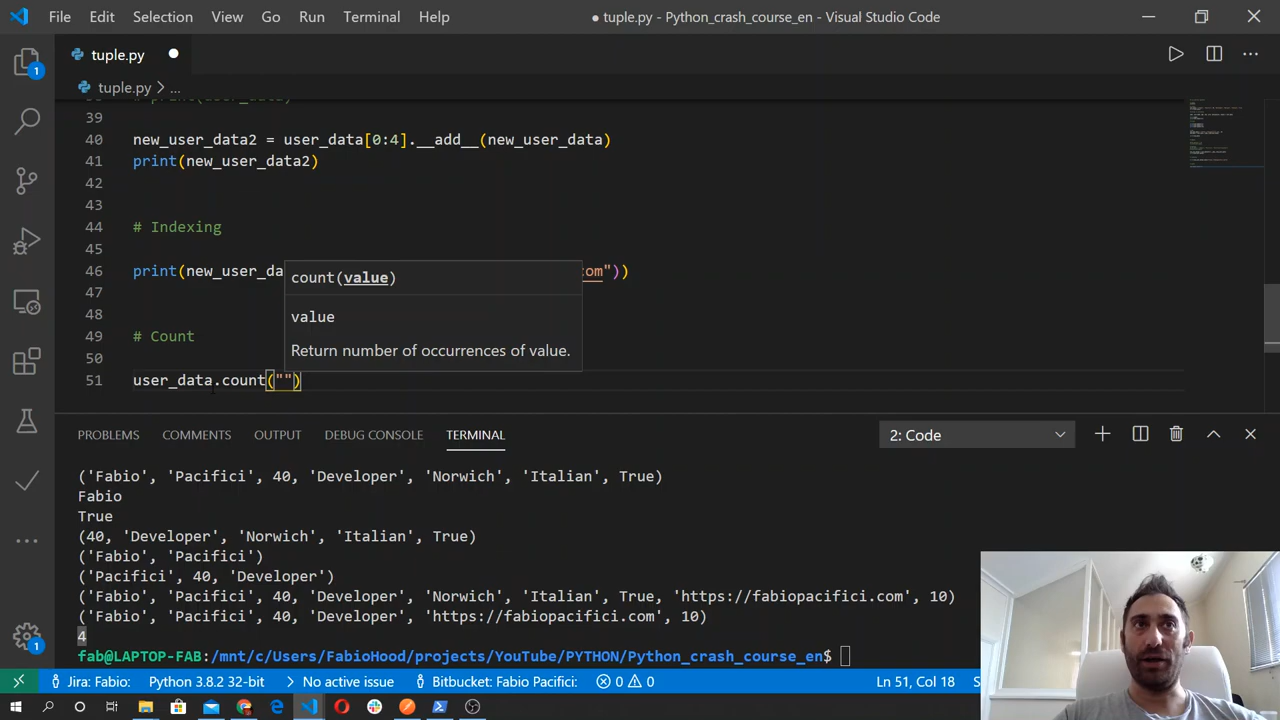 File Edit Selection View Go Run Terminal Help ● tuple.py - Python_crash_course_en - Visual Studio Code
tuple.py ●
tuple.py > ...
39
40 new_user_data2 = user_data[0:4].__add__(new_user_data)
41 print(new_user_data2)
42
43
44 # Indexing
45
46 print(new_user_da com"))
47
48
49 # Count
50
51 user_data.count("")
count(value)
value
Return number of occurrences of value.
PROBLEMS COMMENTS OUTPUT DEBUG CONSOLE TERMINAL 2: Code
('Fabio', 'Pacifici', 40, 'Developer', 'Norwich', 'Italian', True)
Fabio
True
(40, 'Developer', 'Norwich', 'Italian', True)
('Fabio', 'Pacifici')
('Pacifici', 40, 'Developer')
('Fabio', 'Pacifici', 40, 'Developer', 'Norwich', 'Italian', True, 'https://fabiopacifici.com', 10)
('Fabio', 'Pacifici', 40, 'Developer', 'https://fabiopacifici.com', 10)
4
fab@LAPTOP-FAB:/mnt/c/Users/FabioHood/projects/YouTube/PYTHON/Python_crash_course_en$
1
1
Jira: Fabio: Python 3.8.2 32-bit > No active issue Bitbucket: Fabio Pacifici: 0 0 Ln 51, Col 18